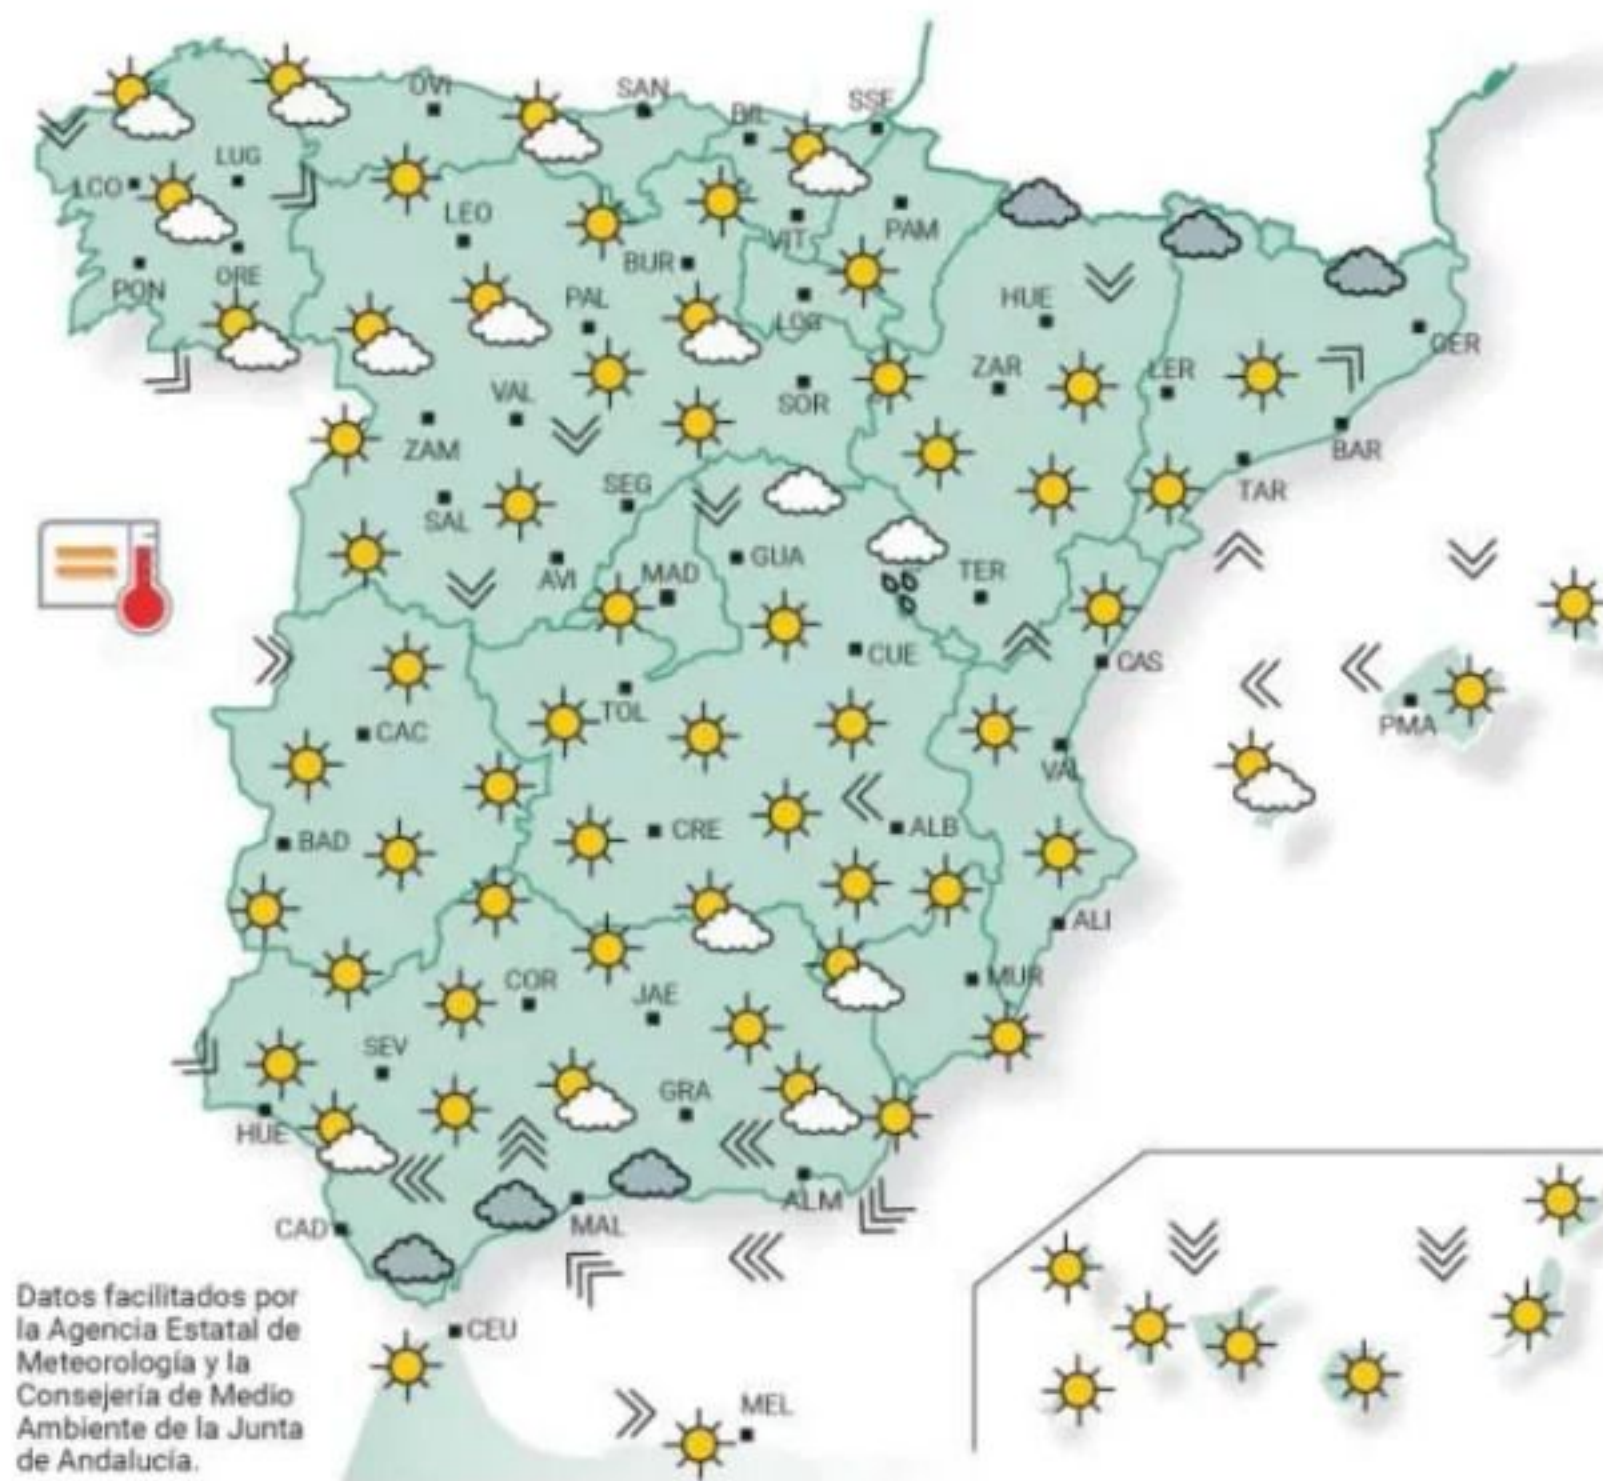 OVI
SAN
BIL
SSE
LUG
LCO
LEO
VIT
PAM
PON
ORE
BUR
PAL
LOG
HUE
GER
VAL
SOR
ZAR
LER
ZAM
BAR
SAL
SEG
TAR
AVI
MAD
GUA
TER
CUE
CAS
TOL
CAC
VAL
PMA
BAD
CRE
ALB
ALI
COR
JAE
MUR
SEV
GRA
HUE
ALM
CAD
MAL
CEU
MEL
Datos facilitados por
la Agencia Estatal de
Meteorología y la
Consejería de Medio
Ambiente de la Junta
de Andalucía.